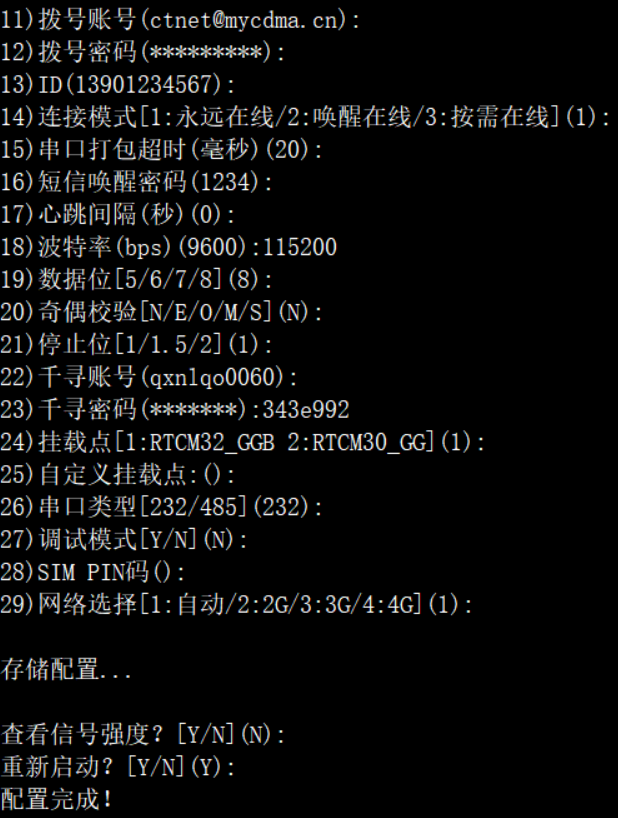 11)拨号账号(ctnet@mycdma.cn):
12)拨号密码(*********):
13)ID(13901234567):
14)连接模式[1:永远在线/2:唤醒在线/3:按需在线](1):
15)串口打包超时(毫秒)(20):
16)短信唤醒密码(1234):
17)心跳间隔(秒)(0):
18)波特率(bps)(9600):115200
19)数据位[5/6/7/8](8):
20)奇偶校验[N/E/O/M/S](N):
21)停止位[1/1.5/2](1):
22)千寻账号(qxnlqo0060):
23)千寻密码(*******):343e992
24)挂载点[1:RTCM32_GGB 2:RTCM30_GG](1):
25)自定义挂载点:():
26)串口类型[232/485](232):
27)调试模式[Y/N](N):
28)SIM PIN码():
29)网络选择[1:自动/2:2G/3:3G/4:4G](1):
存储配置...
查看信号强度？[Y/N](N):
重新启动？[Y/N](Y):
配置完成！